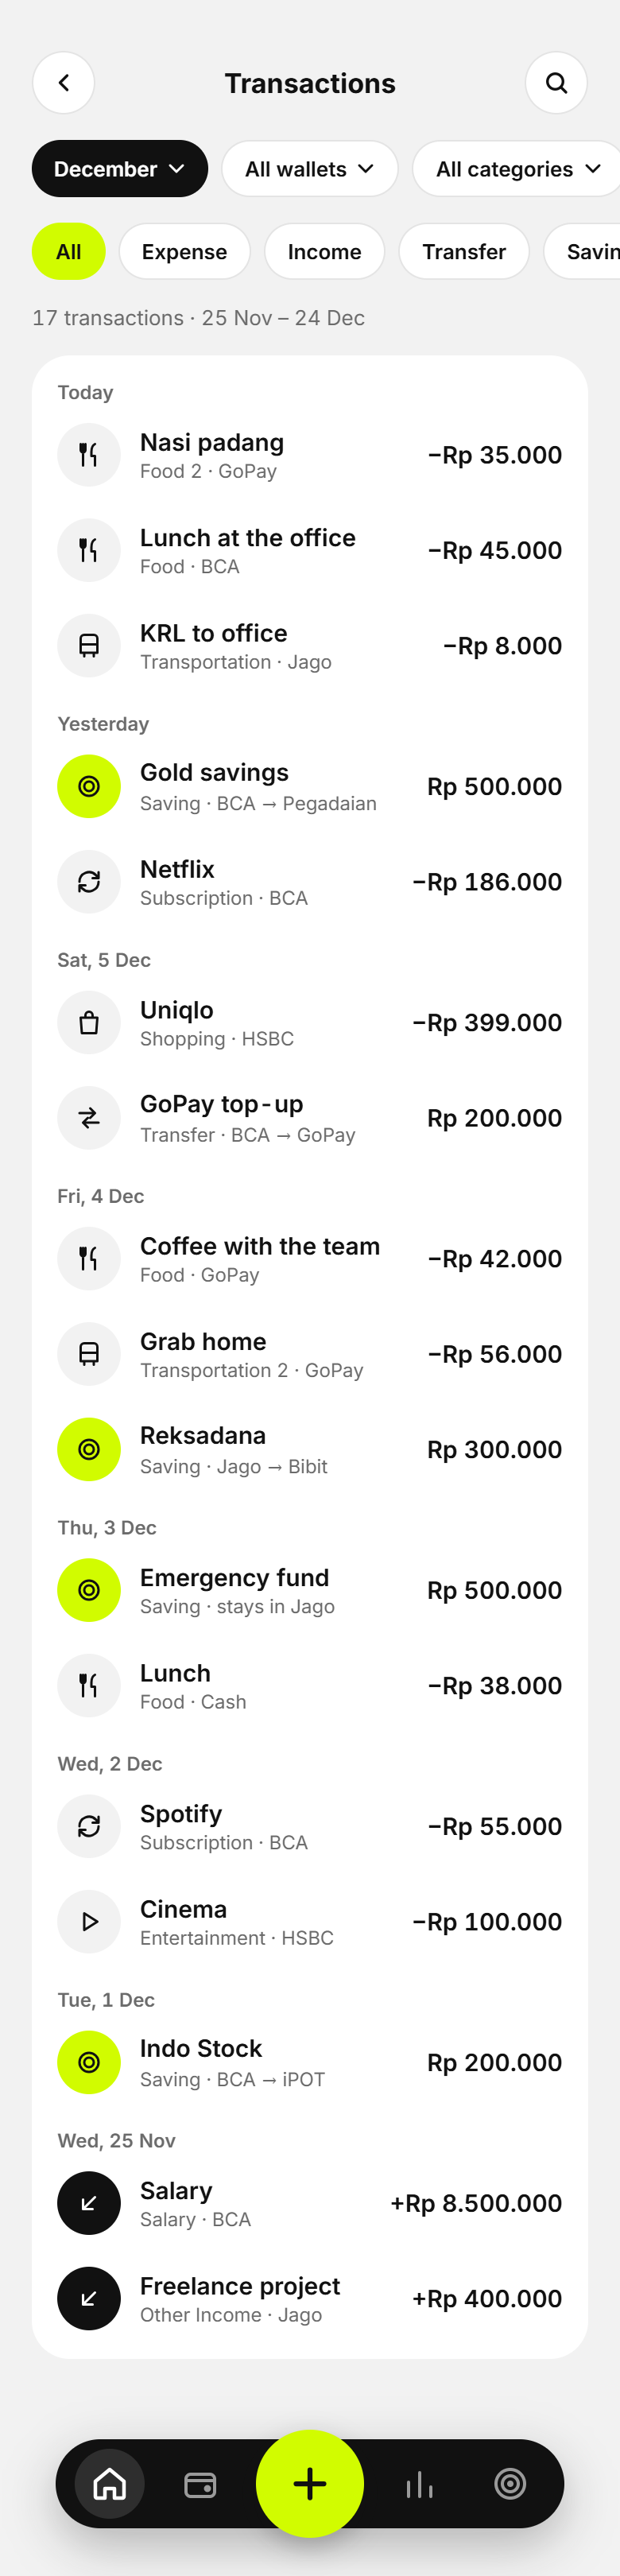 Transactions
December
All wallets
All categories
All
Expense
Income
Transfer
Savin
17 transactions · 25 Nov – 24 Dec
Today
Nasi padang
−Rp 35.000
Food 2 · GoPay
Lunch at the office
−Rp 45.000
Food · BCA
KRL to office
−Rp 8.000
Transportation · Jago
Yesterday
Gold savings
Rp 500.000
Saving · BCA → Pegadaian
Netflix
−Rp 186.000
Subscription · BCA
Sat, 5 Dec
Uniqlo
−Rp 399.000
Shopping · HSBC
GoPay top-up
Rp 200.000
Transfer · BCA → GoPay
Fri, 4 Dec
Coffee with the team
−Rp 42.000
Food · GoPay
Grab home
−Rp 56.000
Transportation 2 · GoPay
Reksadana
Rp 300.000
Saving · Jago → Bibit
Thu, 3 Dec
Emergency fund
Rp 500.000
Saving · stays in Jago
Lunch
−Rp 38.000
Food · Cash
Wed, 2 Dec
Spotify
−Rp 55.000
Subscription · BCA
Cinema
−Rp 100.000
Entertainment · HSBC
Tue, 1 Dec
Indo Stock
Rp 200.000
Saving · BCA → iPOT
Wed, 25 Nov
Salary
+Rp 8.500.000
Salary · BCA
Freelance project
+Rp 400.000
Other Income · Jago